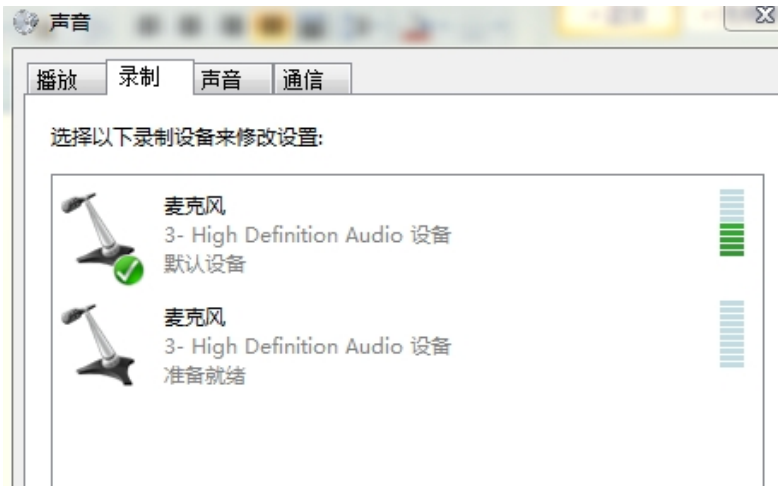 声音
播放 录制 声音 通信
选择以下录制设备来修改设置:
麦克风
3- High Definition Audio 设备
默认设备
麦克风
3- High Definition Audio 设备
准备就绪